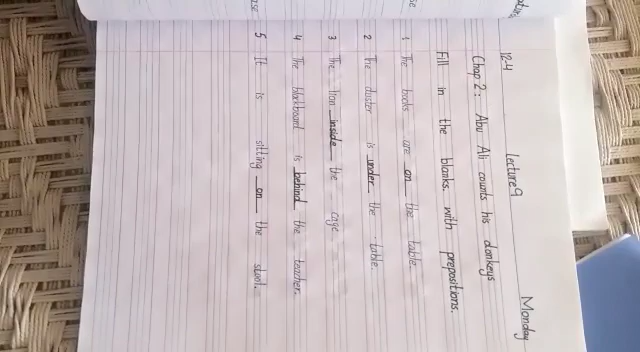 Monday
12-4 Lecture 9
Chap 2: Abu Ali counts his donkeys
Fill in the blanks with prepositions.
1 The books are on the table.
2 The duster is under the table.
3 The lion inside the cage
4 The blackboard is behind the teacher.
5 It is sitting on the